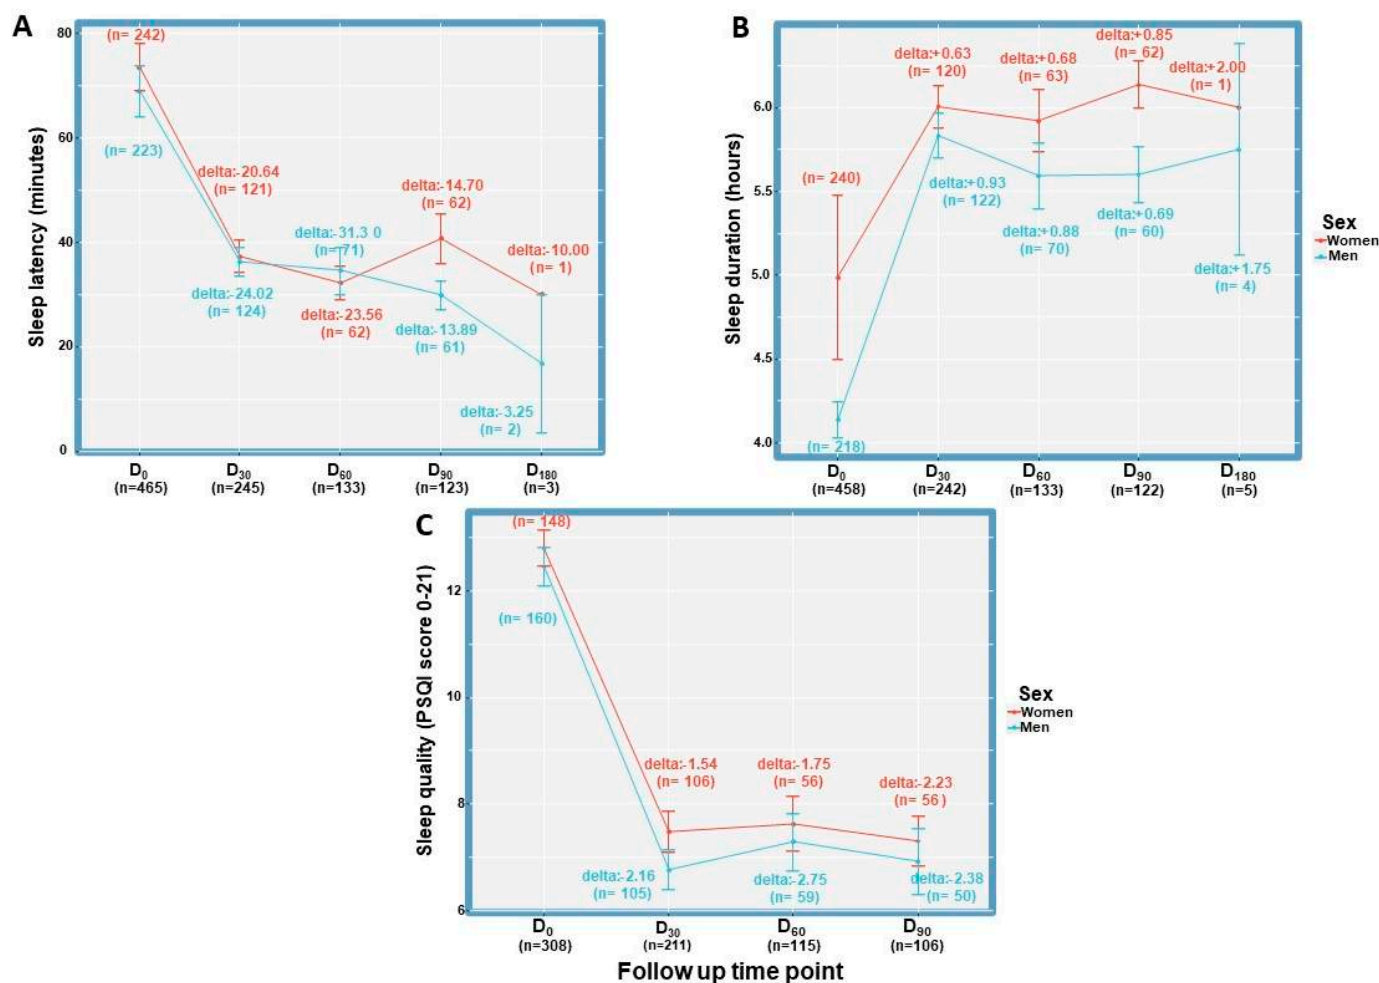 A
80
60
40
20
0
Sleep latency (minutes)
(n= 242)
(n= 223)
delta:-20.64
(n= 121)
delta:-24.02
(n= 124)
delta:-31.3 0
(n= 71)
delta:-23.56
(n= 62)
delta:-14.70
(n= 62)
delta:-13.89
(n= 61)
delta:-10.00
(n= 1)
delta:-3.25
(n= 2)
D0 D30 D60 D90 D180
(n=465) (n=245) (n=133) (n=123) (n=3)
B
6.0
5.5
5.0
4.5
4.0
Sleep duration (hours)
(n= 240)
(n= 218)
delta:+0.63
(n= 120)
delta:+0.93
(n= 122)
delta:+0.68
(n= 63)
delta:+0.88
(n= 70)
delta:+0.85
(n= 62)
delta:+0.69
(n= 60)
delta:+2.00
(n= 1)
delta:+1.75
(n= 4)
D0 D30 D60 D90 D180
(n=458) (n=242) (n=133) (n=122) (n=5)
Sex
Women
Men
C
12
10
8
6
Sleep quality (PSQI score 0-21)
(n= 148)
(n= 160)
delta:-1.54
(n= 106)
delta:-2.16
(n= 105)
delta:-1.75
(n= 56)
delta:-2.75
(n= 59)
delta:-2.23
(n= 56)
delta:-2.38
(n= 50)
D0 D30 D60 D90
(n=308) (n=211) (n=115) (n=106)
Sex
Women
Men
Follow up time point